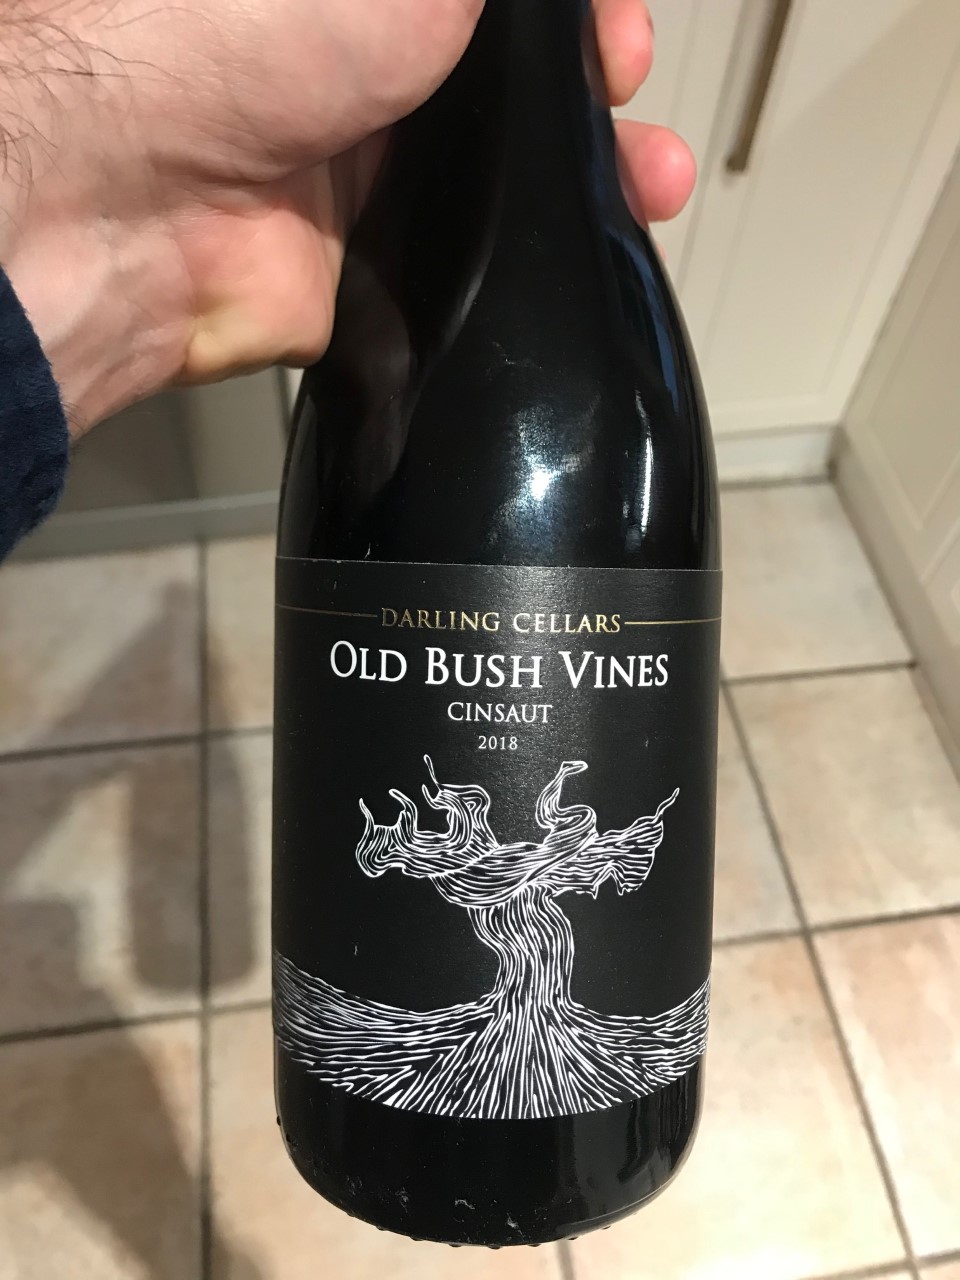 DARLING CELLARS
OLD BUSH VINES
CINSAUT
2018